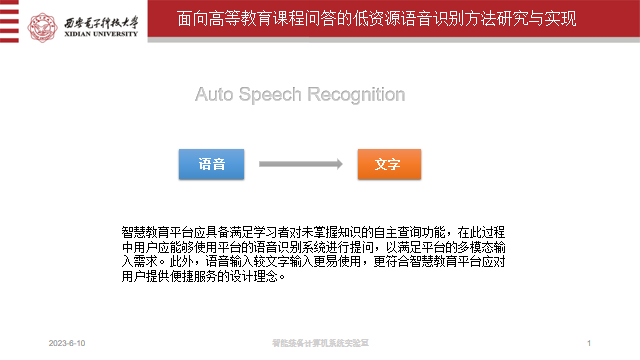 西安电子科技大学
XIDIAN UNIVERSITY
面向高等教育课程问答的低资源语音识别方法研究与实现
Auto Speech Recognition
语音
文字
智慧教育平台应具备满足学习者对未掌握知识的自主查询功能，在此过程
中用户应能够使用平台的语音识别系统进行提问，以满足平台的多模态输
入需求。此外，语音输入较文字输入更易使用，更符合智慧教育平台应对
用户提供便捷服务的设计理念。
2023-6-10
智能装备计算机系统实验室
1